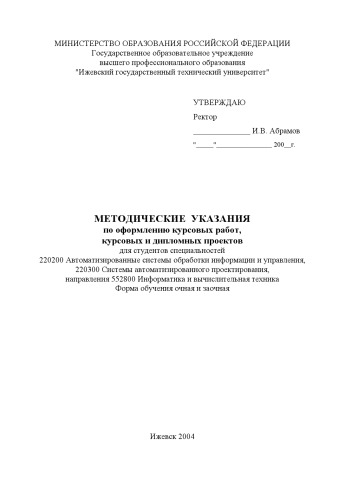 МИНИСТЕРСТВО ОБРАЗОВАНИЯ РОССИЙСКОЙ ФЕДЕРАЦИИ
Государственное образовательное учреждение
высшего профессионального образования
"Ижевский государственный технический университет"
УТВЕРЖДАЮ
Ректор
_______________ И.В. Абрамов
"_____"________________ 200__г.
МЕТОДИЧЕСКИЕ УКАЗАНИЯ
по оформлению курсовых работ,
курсовых и дипломных проектов
для студентов специальностей
220200 Автоматизированные системы обработки информации и управления,
220300 Системы автоматизированного проектирования,
направления 552800 Информатика и вычислительная техника
Форма обучения очная и заочная
Ижевск 2004